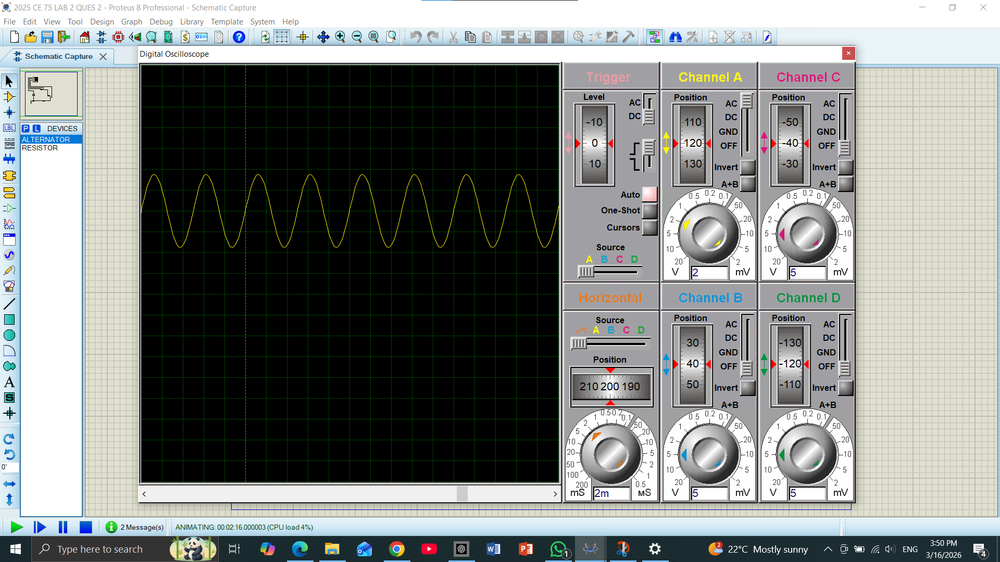 2025 CE 75 LAB 2 QUES 2 - Proteus 8 Professional - Schematic Capture
File Edit View Tool Design Graph Debug Library Template System Help
Schematic Capture
Digital Oscilloscope
P L DEVICES
ALTERNATOR
RESISTOR
LBL
A
S
0°
Trigger
Level
AC
DC
-10
0
10
Auto
One-Shot
Cursors
Source
A B C D
Channel A
Position
AC
DC
GND
OFF
110
120
130
Invert
A+B
20 10 5 2 1 0.5 0.2 0.1 50 20 10 5 2
V 2 mV
Channel C
Position
AC
DC
GND
OFF
-50
-40
-30
Invert
A+B
20 10 5 2 1 0.5 0.2 0.1 50 20 10 5 2
V 5 mV
Horizontal
Source
A B C D
Position
210 200 190
200 100 50 20 10 5 2 1 0.5 0.2 0.1 50 20 10 5 2 1 0.5
mS 2m µS
Channel B
Position
AC
DC
GND
OFF
30
40
50
Invert
A+B
20 10 5 2 1 0.5 0.2 0.1 50 20 10 5 2
V 5 mV
Channel D
Position
AC
DC
GND
OFF
-130
-120
-110
Invert
A+B
20 10 5 2 1 0.5 0.2 0.1 50 20 10 5 2
V 5 mV
2 Message(s)
ANIMATING: 00:02:16.000003 (CPU load 4%)
Type here to search
1
2
22°C Mostly sunny
ENG
3:50 PM
3/16/2026
4